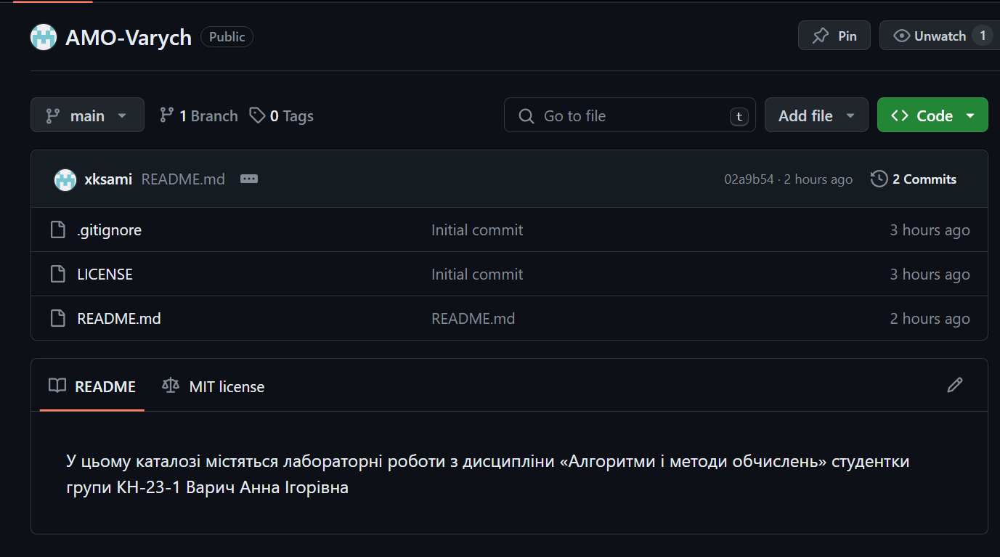 AMO-Varych Public Pin Unwatch 1
main 1 Branch 0 Tags Go to file t Add file Code
xksami README.md 02a9b54 · 2 hours ago 2 Commits
.gitignore Initial commit 3 hours ago
LICENSE Initial commit 3 hours ago
README.md README.md 2 hours ago
README MIT license
У цьому каталозі містяться лабораторні роботи з дисципліни «Алгоритми і методи обчислень» студентки
групи КН-23-1 Варич Анна Ігорівна